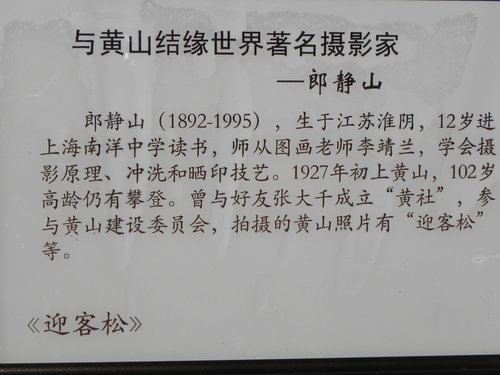 与黄山结缘世界著名摄影家
—郎静山
郎静山（1892-1995），生于江苏淮阴，12岁进
上海南洋中学读书，师从图画老师李靖兰，学会摄
影原理、冲洗和晒印技艺。1927年初上黄山，102岁
高龄仍有攀登。曾与好友张大千成立“黄社”，参
与黄山建设委员会，拍摄的黄山照片有“迎客松”
等。
《迎客松》